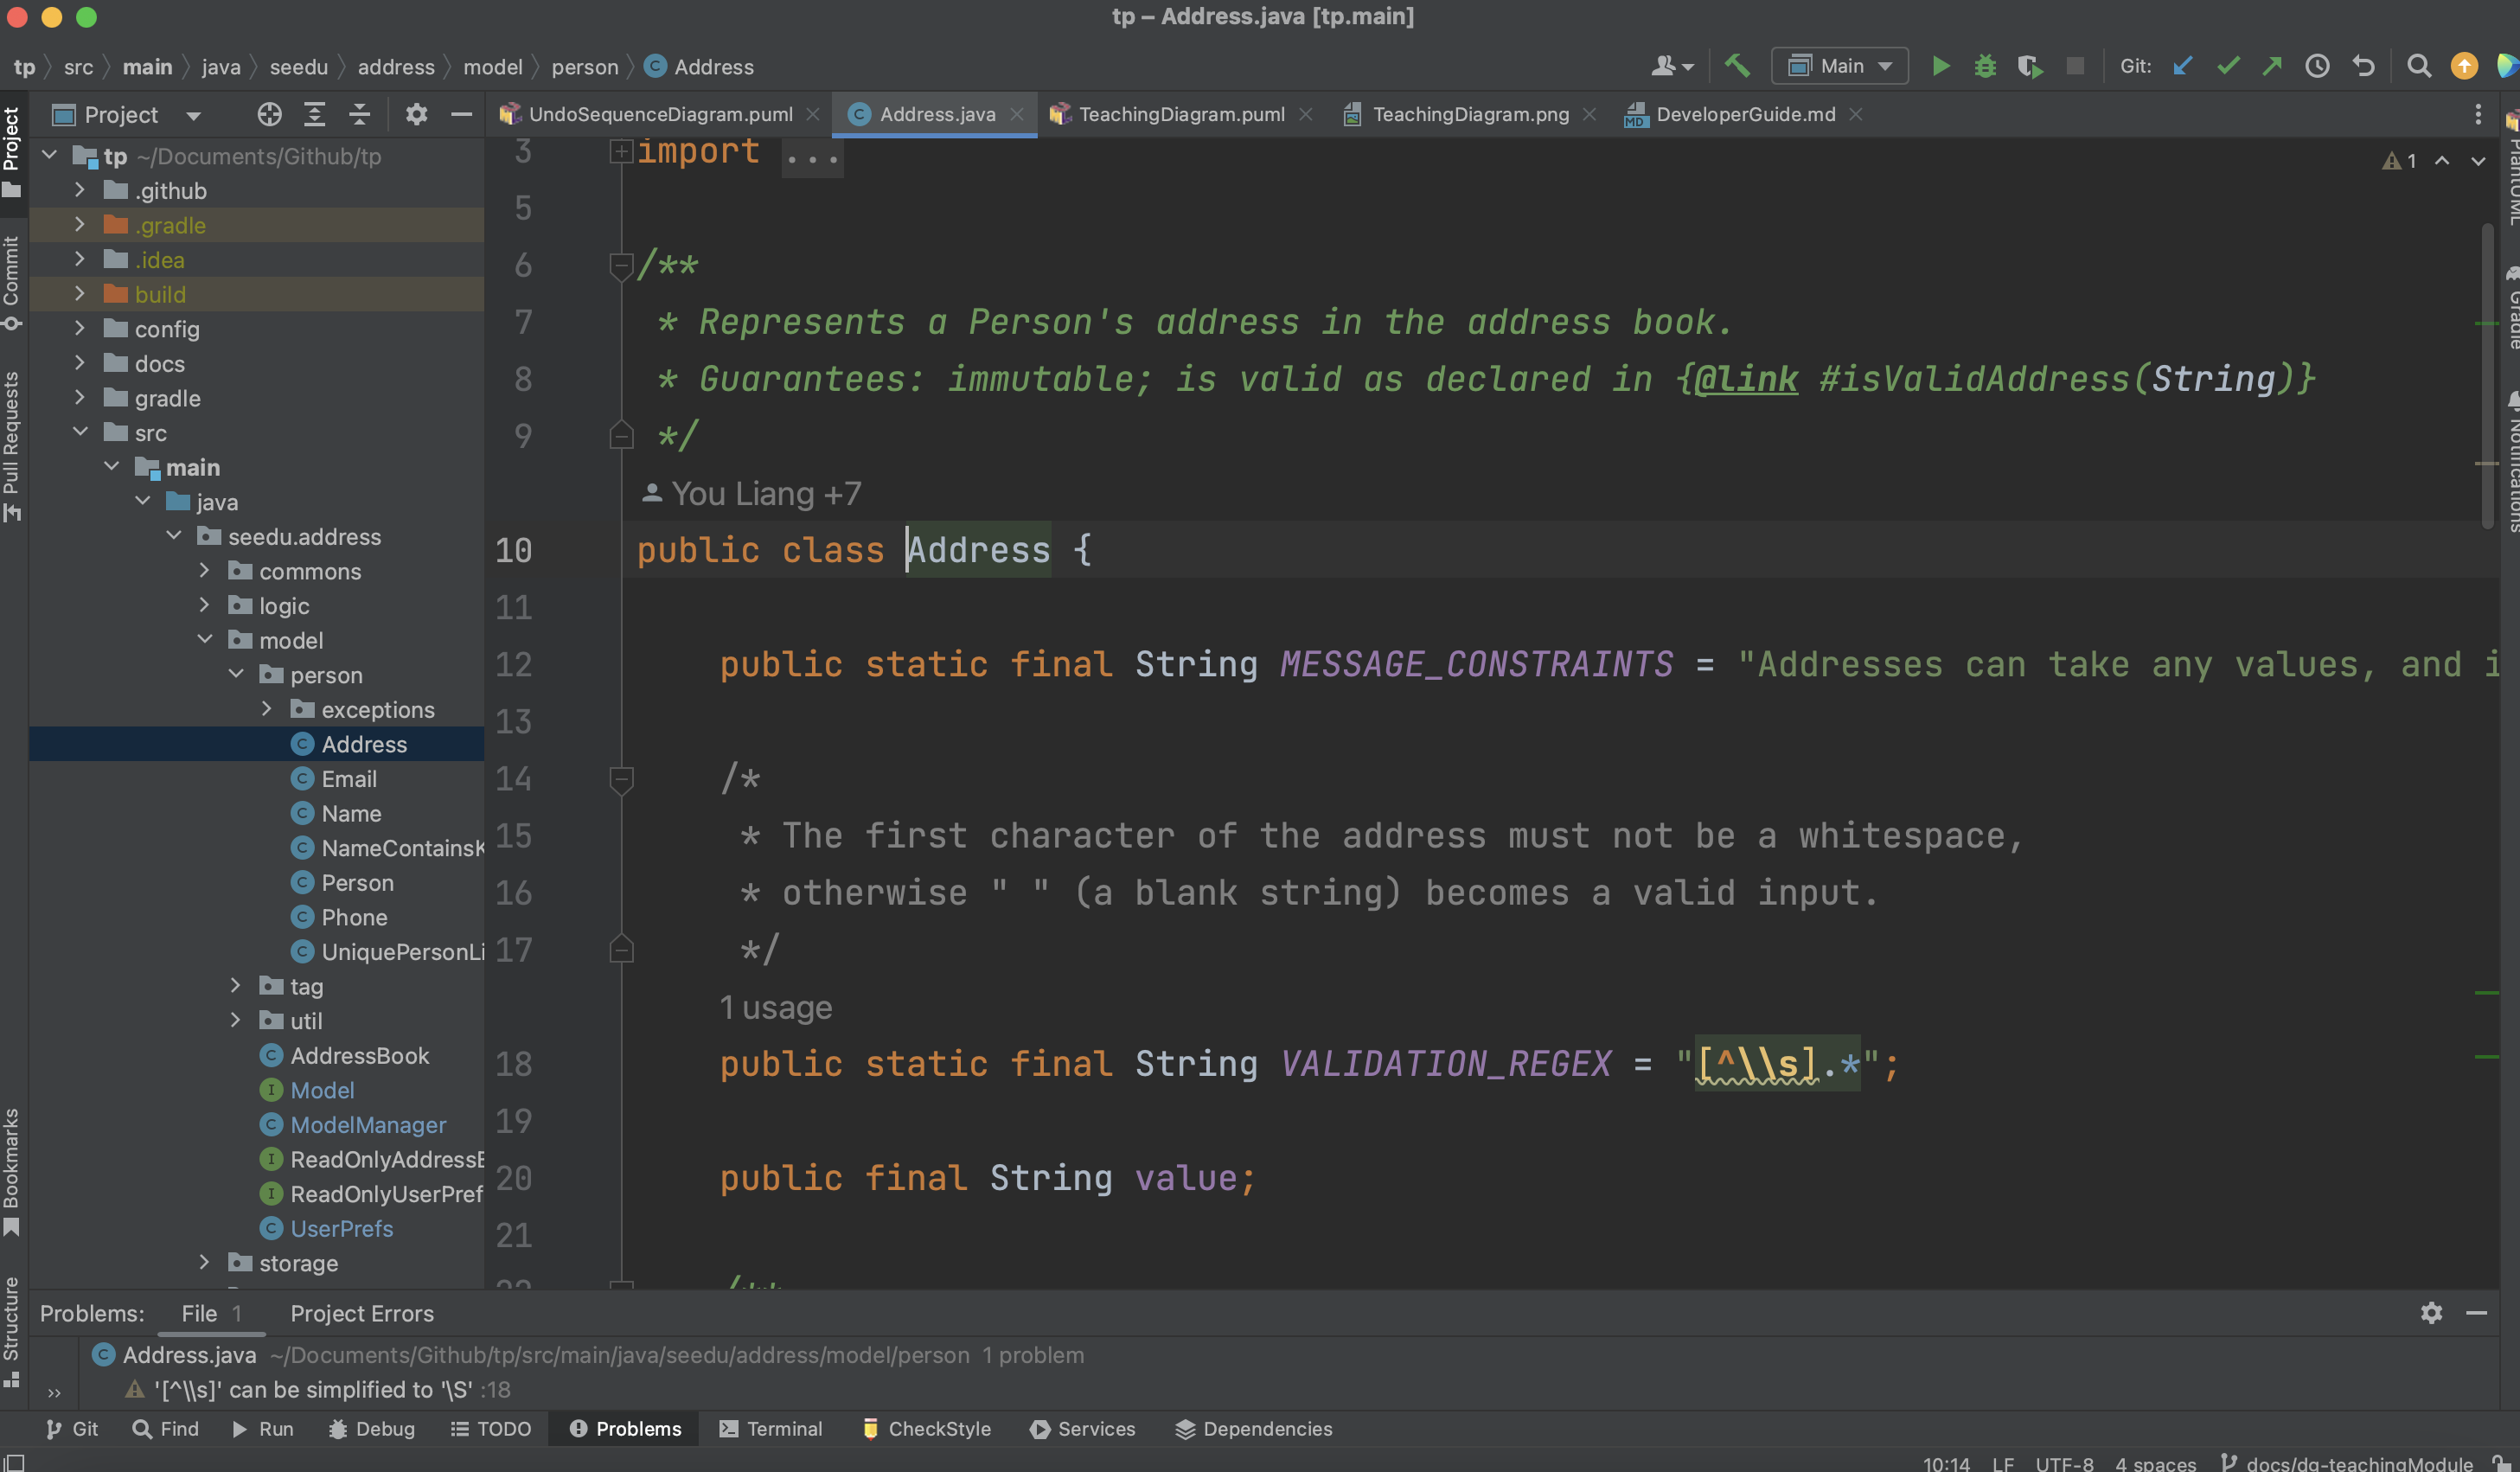 tp – Address.java [tp.main]
tp src main java seedu address model person Address
Main Git:
Project
UndoSequenceDiagram.puml Address.java TeachingDiagram.puml TeachingDiagram.png DeveloperGuide.md
Project
Commit
Pull Requests
Bookmarks
Structure
tp ~/Documents/Github/tp
.github
.gradle
.idea
build
config
docs
gradle
src
main
java
seedu.address
commons
logic
model
person
exceptions
Address
Email
Name
NameContainsK
Person
Phone
UniquePersonLi
tag
util
AddressBook
Model
ModelManager
ReadOnlyAddressB
ReadOnlyUserPref
UserPrefs
storage
3 import ...
1
5
6 /**
7 * Represents a Person's address in the address book.
8 * Guarantees: immutable; is valid as declared in {@link #isValidAddress(String)}
9 */
You Liang +7
10 public class Address {
11
12 public static final String MESSAGE_CONSTRAINTS = "Addresses can take any values, and i
13
14 /*
15 * The first character of the address must not be a whitespace,
16 * otherwise " " (a blank string) becomes a valid input.
17 */
1 usage
18 public static final String VALIDATION_REGEX = "[^\\s].*";
19
20 public final String value;
21
22 /**
PlantUML
Gradle
Notifications
Problems: File 1 Project Errors
Address.java ~/Documents/Github/tp/src/main/java/seedu/address/model/person 1 problem
'[^\\s]' can be simplified to '\S' :18
Git Find Run Debug TODO Problems Terminal CheckStyle Services Dependencies
10:14 LF UTF-8 4 spaces docs/dg-teachingModule